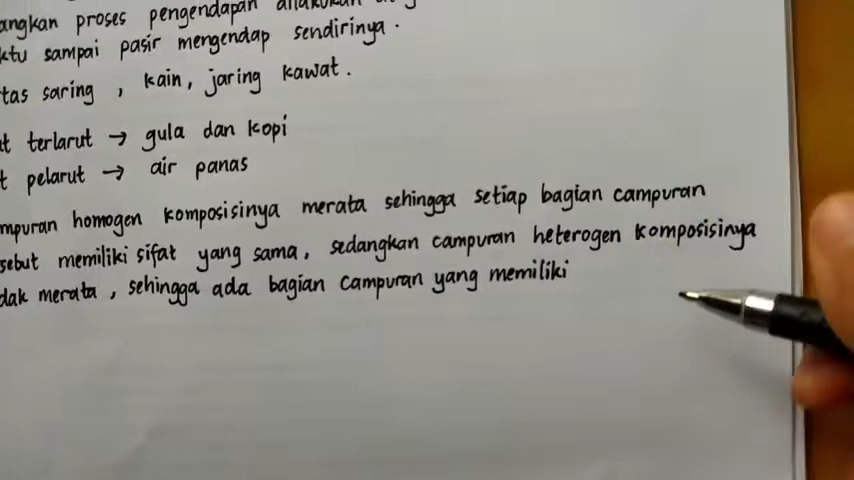 angkan proses pengendapan dilakukan
ktu sampai pasir mengendap sendirinya.
tas saring, kain, jaring kawat.
t terlarut → gula dan kopi
t pelarut → air panas
mpuran homogen komposisinya merata sehingga setiap bagian campuran
sebut memiliki sifat yang sama, sedangkan campuran heterogen komposisinya
dak merata, sehingga ada bagian campuran yang memiliki